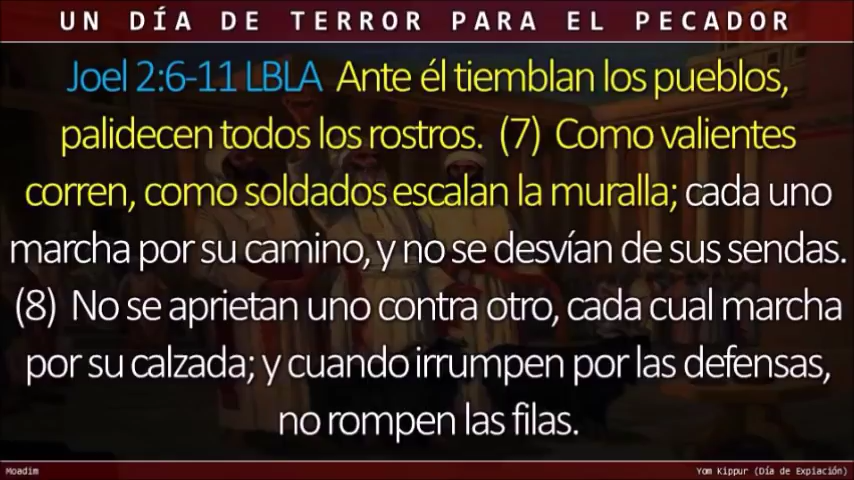 UN DÍA DE TERROR PARA EL PECADOR
Joel 2:6-11 LBLA Ante él tiemblan los pueblos,
palidecen todos los rostros. (7) Como valientes
corren, como soldados escalan la muralla; cada uno
marcha por su camino, y no se desvían de sus sendas.
(8) No se aprietan uno contra otro, cada cual marcha
por su calzada; y cuando irrumpen por las defensas,
no rompen las filas.
Moadim
Yom Kippur (Día de Expiación)